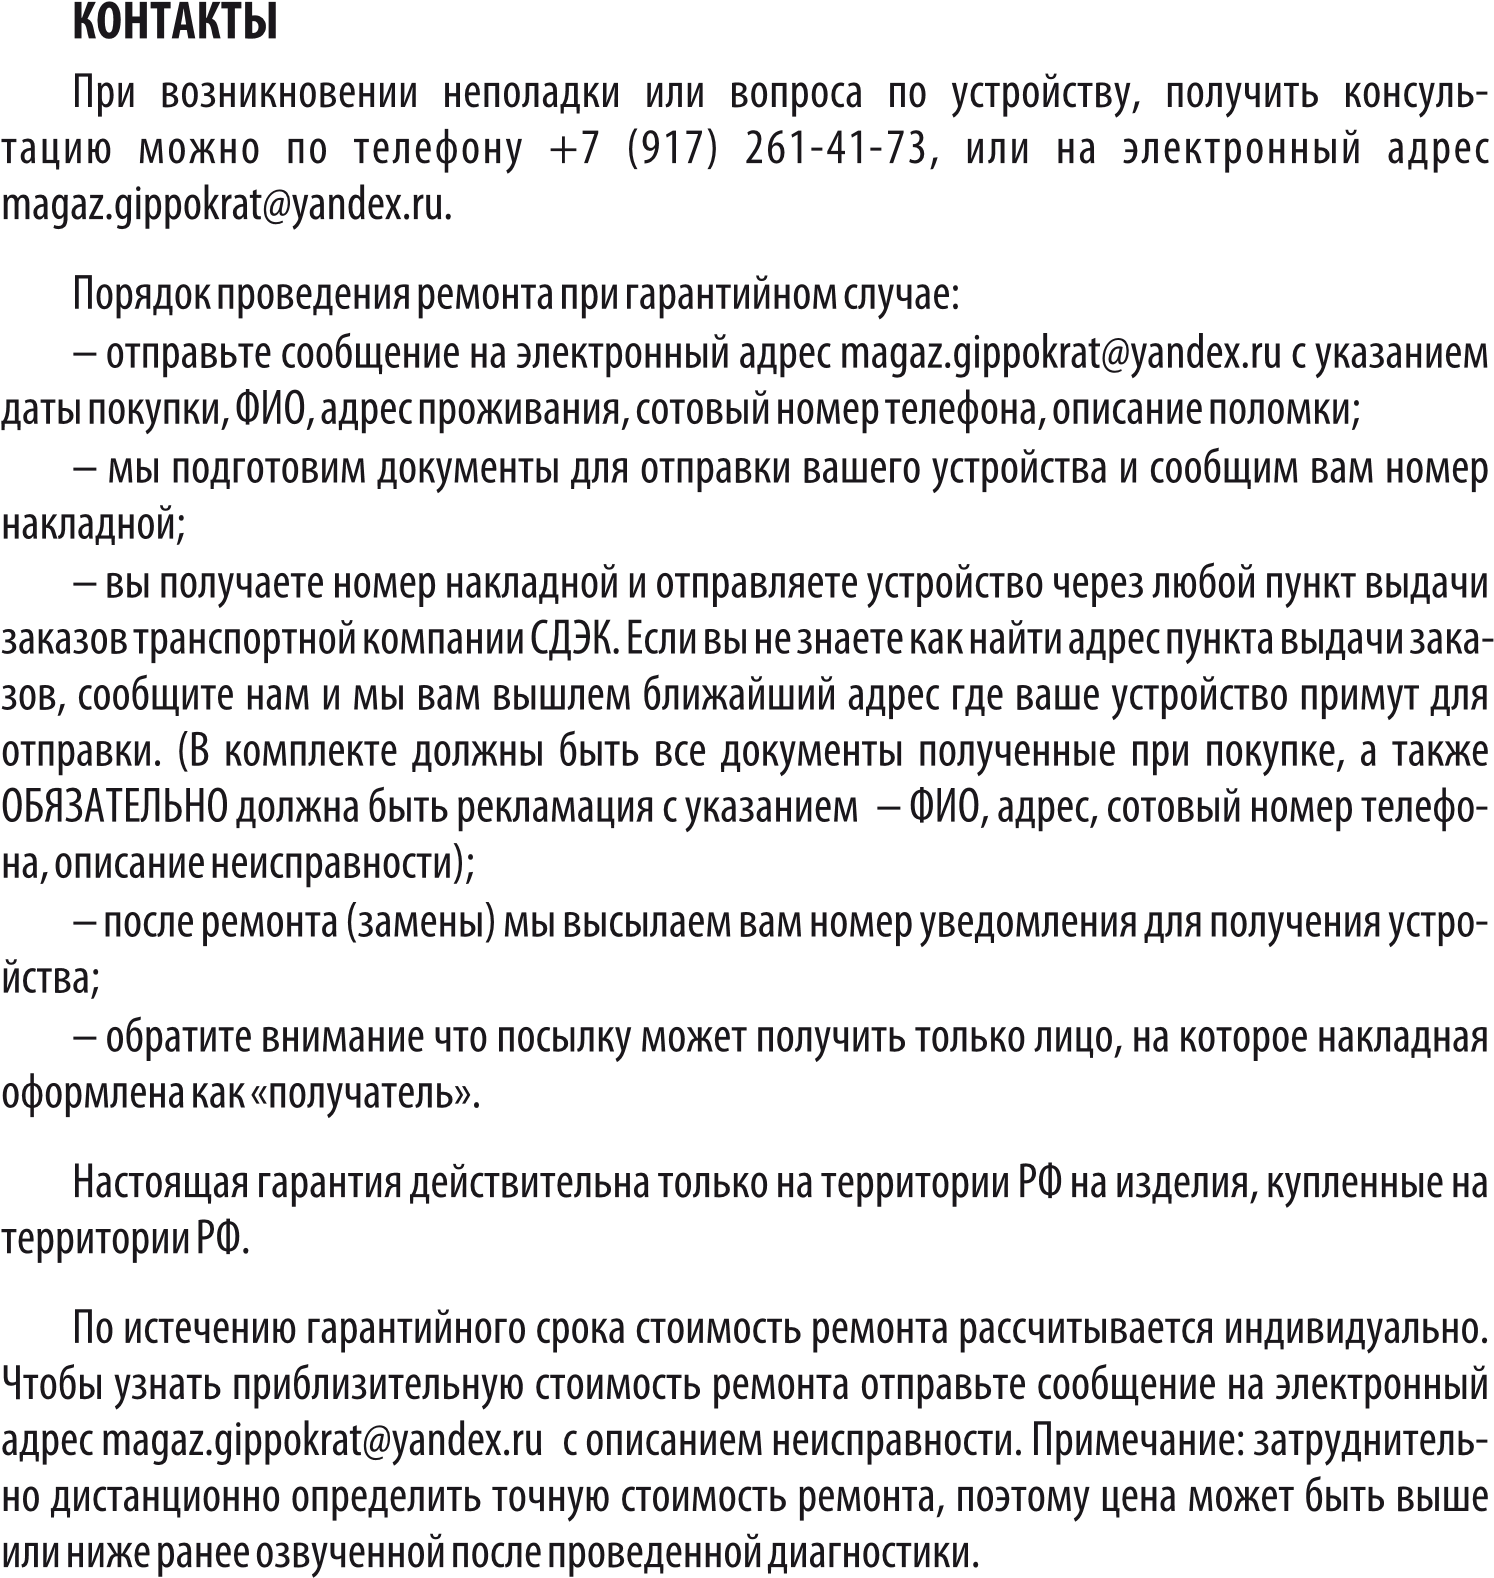 КОНТАКТЫ
При возникновении неполадки или вопроса по устройству, получить консуль-
тацию можно по телефону +7 (917) 261-41-73, или на электронный адрес
magaz.gippokrat@yandex.ru.
Порядок проведения ремонта при гарантийном случае:
– отправьте сообщение на электронный адрес magaz.gippokrat@yandex.ru с указанием
даты покупки, ФИО, адрес проживания, сотовый номер телефона, описание поломки;
– мы подготовим документы для отправки вашего устройства и сообщим вам номер
накладной;
– вы получаете номер накладной и отправляете устройство через любой пункт выдачи
заказов транспортной компании СДЭК. Если вы не знаете как найти адрес пункта выдачи зака-
зов, сообщите нам и мы вам вышлем ближайший адрес где ваше устройство примут для
отправки. (В комплекте должны быть все документы полученные при покупке, а также
ОБЯЗАТЕЛЬНО должна быть рекламация с указанием – ФИО, адрес, сотовый номер телефо-
на, описание неисправности);
– после ремонта (замены) мы высылаем вам номер уведомления для получения устро-
йства;
– обратите внимание что посылку может получить только лицо, на которое накладная
оформлена как «получатель».
Настоящая гарантия действительна только на территории РФ на изделия, купленные на
территории РФ.
По истечению гарантийного срока стоимость ремонта рассчитывается индивидуально.
Чтобы узнать приблизительную стоимость ремонта отправьте сообщение на электронный
адрес magaz.gippokrat@yandex.ru с описанием неисправности. Примечание: затруднитель-
но дистанционно определить точную стоимость ремонта, поэтому цена может быть выше
или ниже ранее озвученной после проведенной диагностики.